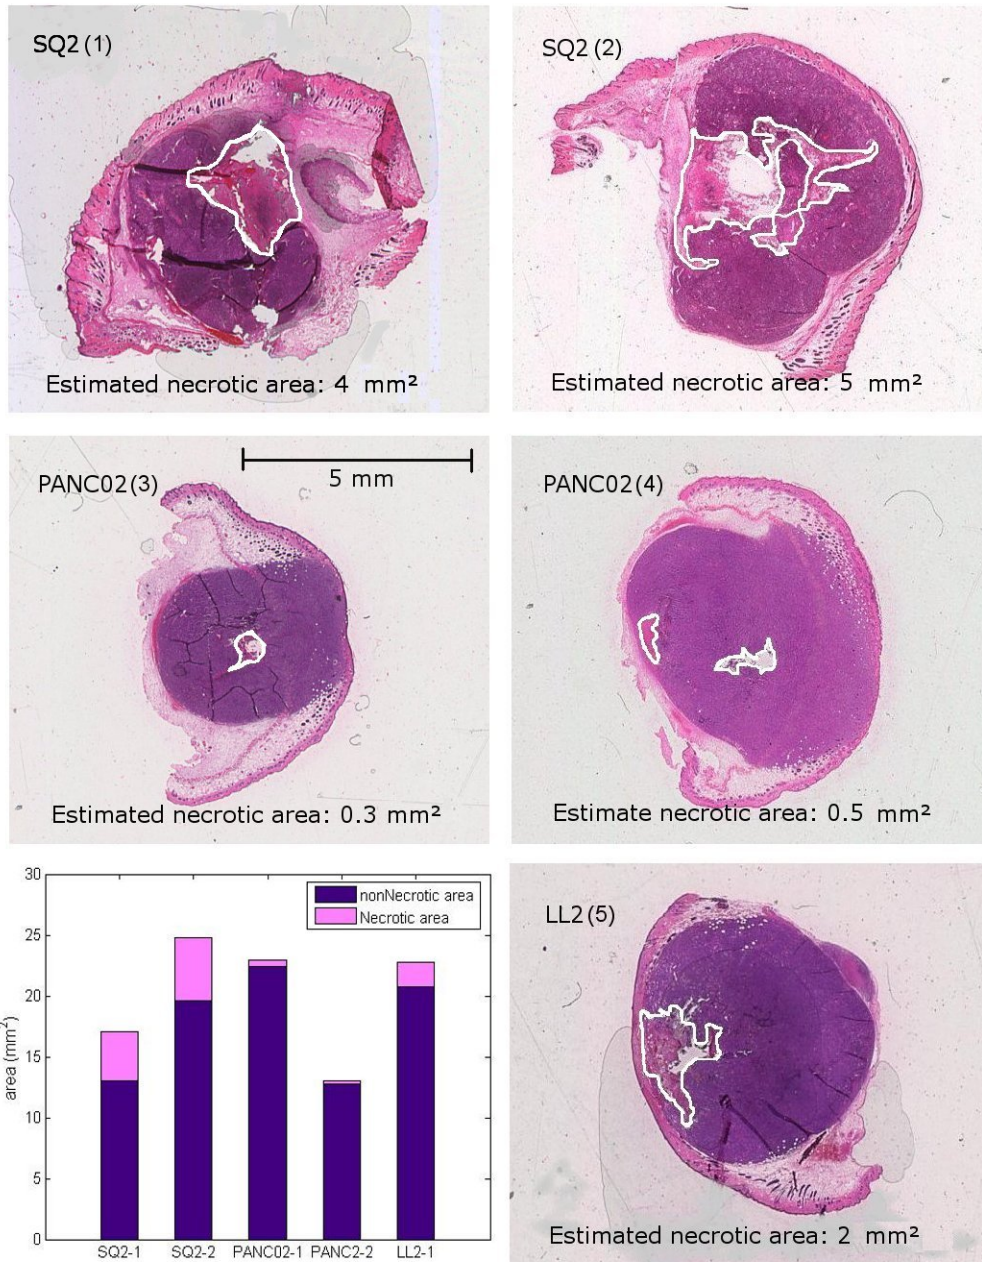 SQ2 (1)
Estimated necrotic area: 4 mm²
SQ2 (2)
Estimated necrotic area: 5 mm²
PANC02 (3)
5 mm
Estimated necrotic area: 0.3 mm²
PANC02 (4)
Estimate necrotic area: 0.5 mm²
30
25
20
15
10
5
0
area (mm²)
nonNecrotic area
Necrotic area
SQ2-1 SQ2-2 PANC02-1 PANC2-2 LL2-1
LL2 (5)
Estimated necrotic area: 2 mm²